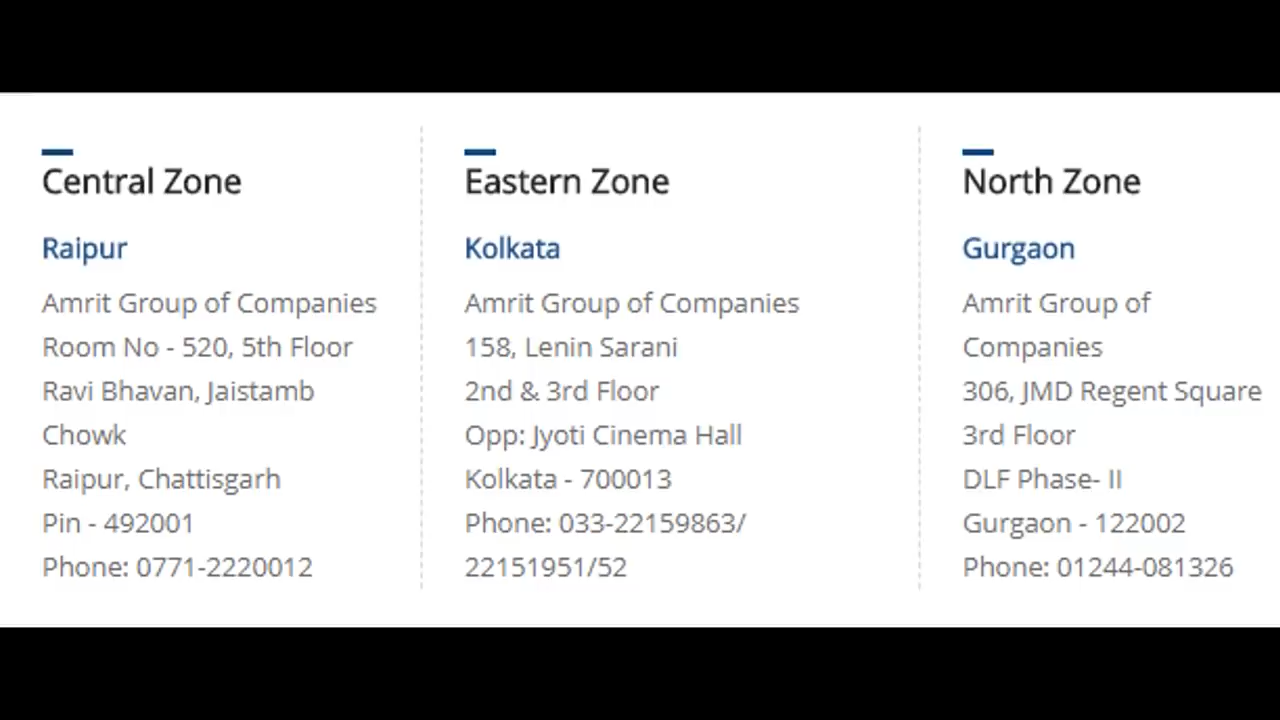 Central Zone
Raipur
Amrit Group of Companies
Room No - 520, 5th Floor
Ravi Bhavan, Jaistamb
Chowk
Raipur, Chattisgarh
Pin - 492001
Phone: 0771-2220012
Eastern Zone
Kolkata
Amrit Group of Companies
158, Lenin Sarani
2nd & 3rd Floor
Opp: Jyoti Cinema Hall
Kolkata - 700013
Phone: 033-22159863/
22151951/52
North Zone
Gurgaon
Amrit Group of
Companies
306, JMD Regent Square
3rd Floor
DLF Phase- II
Gurgaon - 122002
Phone: 01244-081326